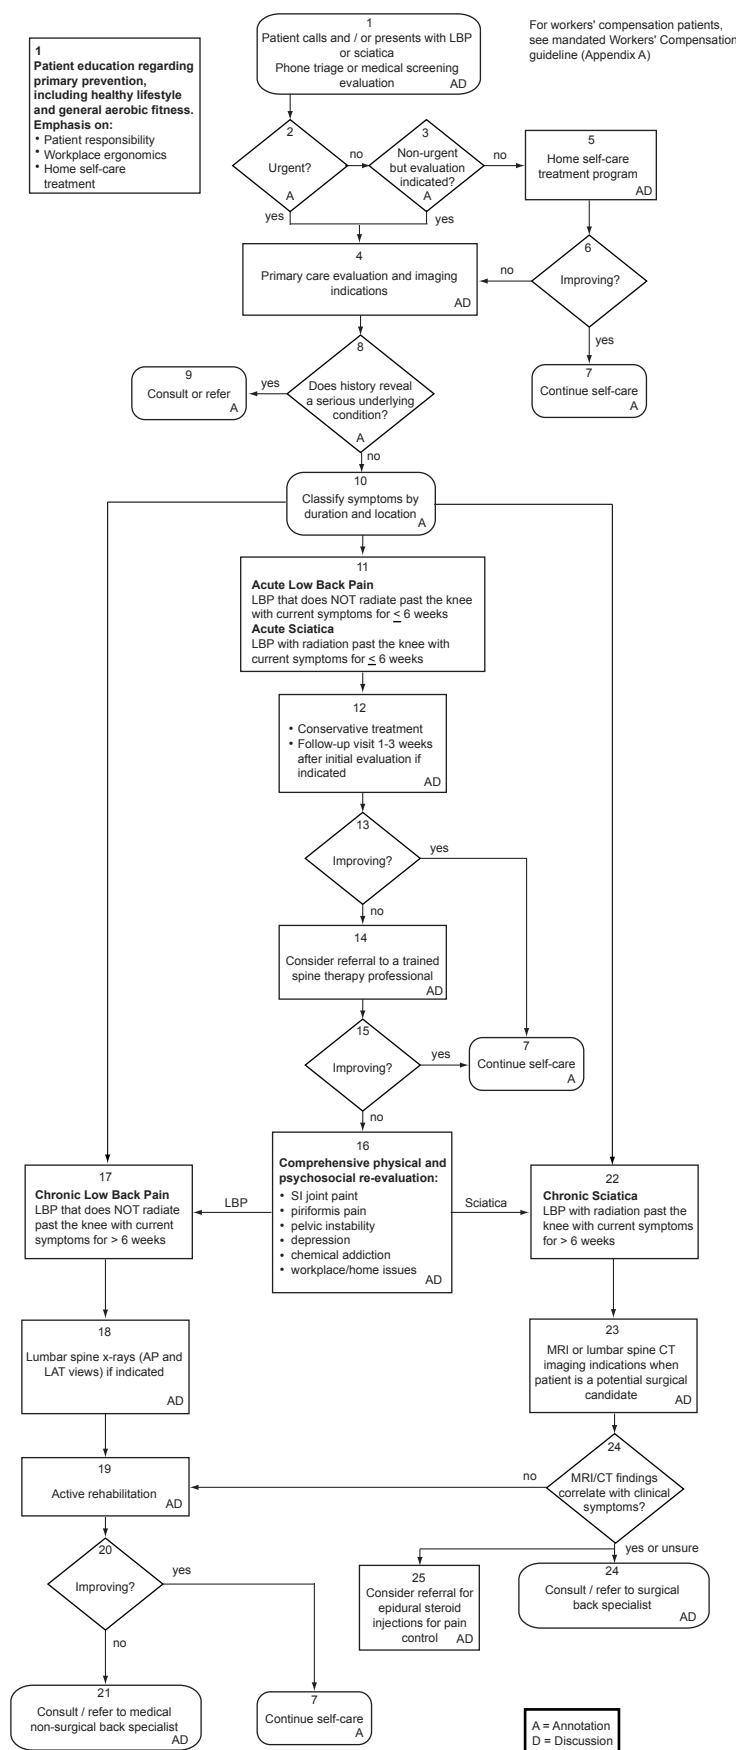 1
Patient education regarding
primary prevention,
including healthy lifestyle
and general aerobic fitness.
Emphasis on:
• Patient responsibility
• Workplace ergonomics
• Home self-care
treatment
1
Patient calls and / or presents with LBP
or sciatica
Phone triage or medical screening
evaluation
AD
For workers' compensation patients,
see mandated Workers' Compensation
guideline (Appendix A)
2
Urgent?
A
no
3
Non-urgent
but evaluation
indicated?
A
no
5
Home self-care
treatment program
AD
yes
yes
4
Primary care evaluation and imaging
indications
AD
no
6
Improving?
yes
7
Continue self-care
A
8
Does history reveal
a serious underlying
condition?
A
yes
9
Consult or refer
A
no
10
Classify symptoms by
duration and location
A
11
Acute Low Back Pain
LBP that does NOT radiate past the knee
with current symptoms for ≤ 6 weeks
Acute Sciatica
LBP with radiation past the knee with
current symptoms for ≤ 6 weeks
12
• Conservative treatment
• Follow-up visit 1-3 weeks
after initial evaluation if
indicated
AD
13
Improving?
yes
no
14
Consider referral to a trained
spine therapy professional
AD
15
Improving?
yes
7
Continue self-care
A
no
16
Comprehensive physical and
psychosocial re-evaluation:
• SI joint paint
• piriformis pain
• pelvic instability
• depression
• chemical addiction
• workplace/home issues
AD
LBP
Sciatica
17
Chronic Low Back Pain
LBP that does NOT radiate
past the knee with current
symptoms for > 6 weeks
22
Chronic Sciatica
LBP with radiation past the
knee with current symptoms
for > 6 weeks
18
Lumbar spine x-rays (AP and
LAT views) if indicated
AD
23
MRI or lumbar spine CT
imaging indications when
patient is a potential surgical
candidate
AD
19
Active rehabilitation
AD
no
24
MRI/CT findings
correlate with clinical
symptoms?
yes or unsure
20
Improving?
yes
no
25
Consider referral for
epidural steroid
injections for pain
control
AD
24
Consult / refer to surgical
back specialist
AD
21
Consult / refer to medical
non-surgical back specialist
AD
7
Continue self-care
A
A = Annotation
D = Discussion